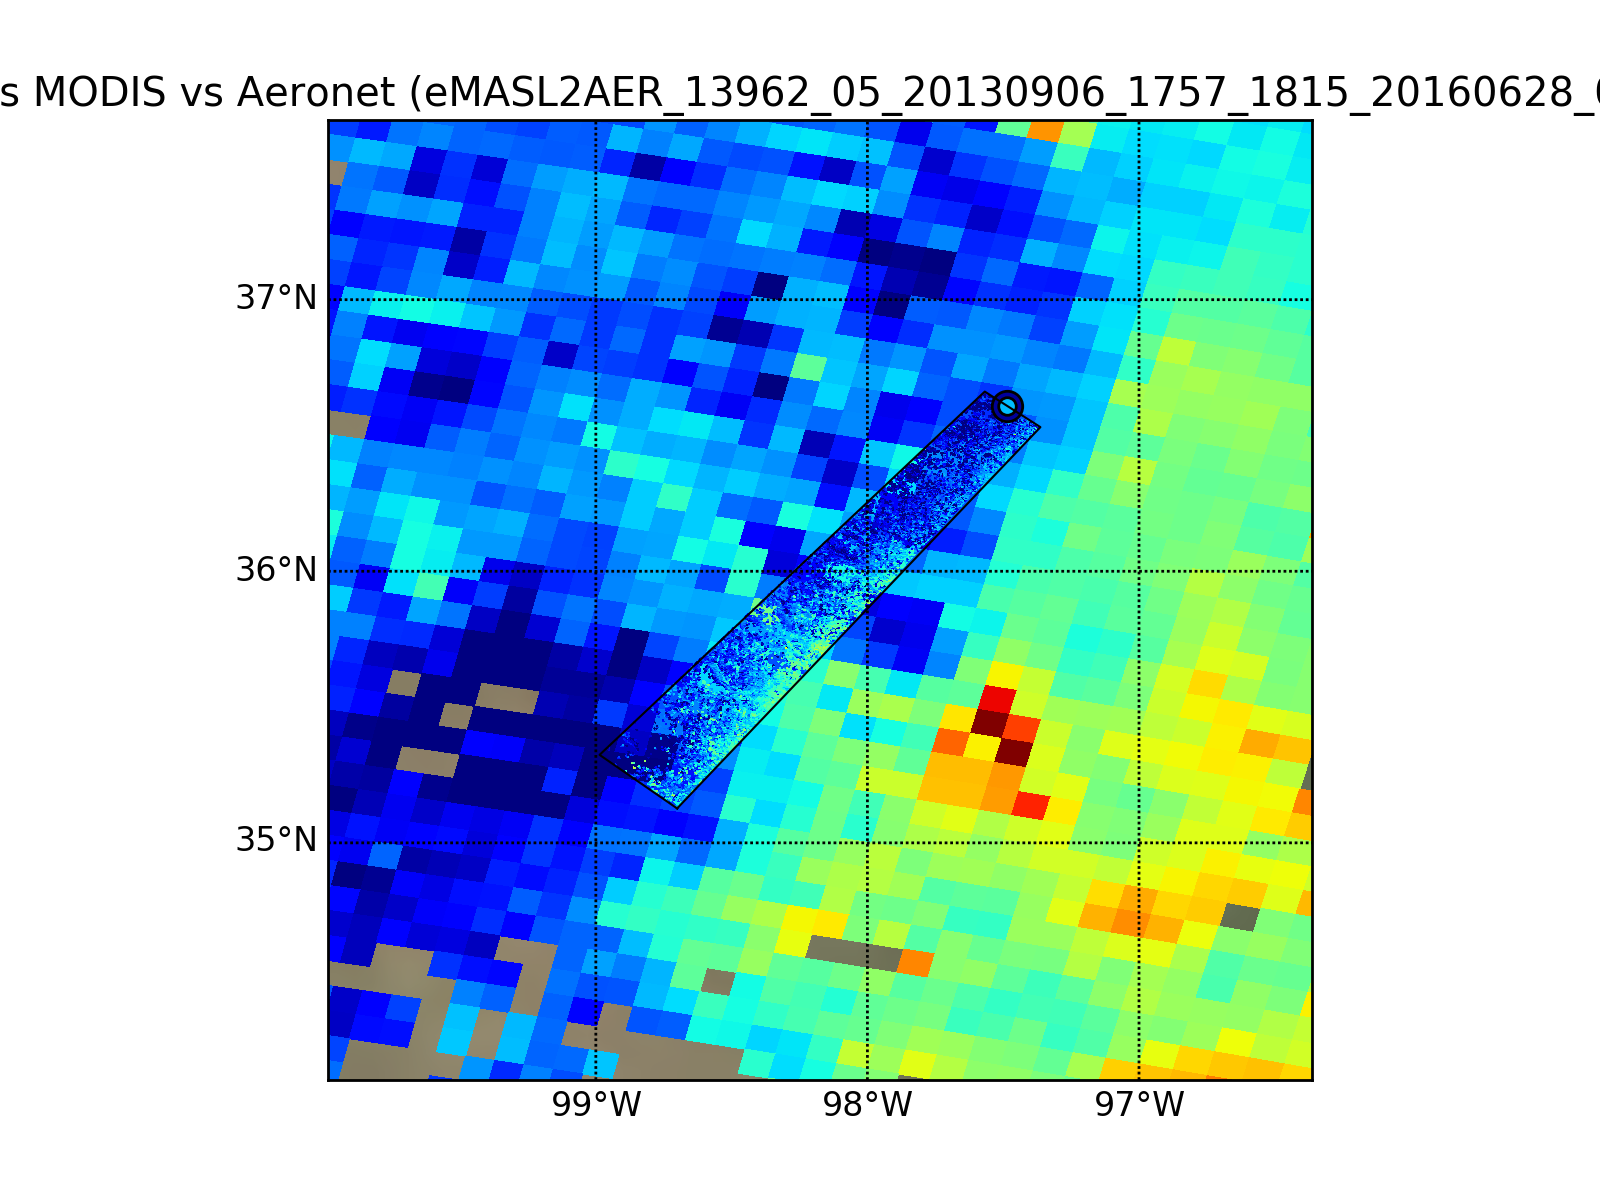 s MODIS vs Aeronet (eMASL2AER_13962_05_20130906_1757_1815_20160628_
37°N
36°N
35°N
99°W
98°W
97°W